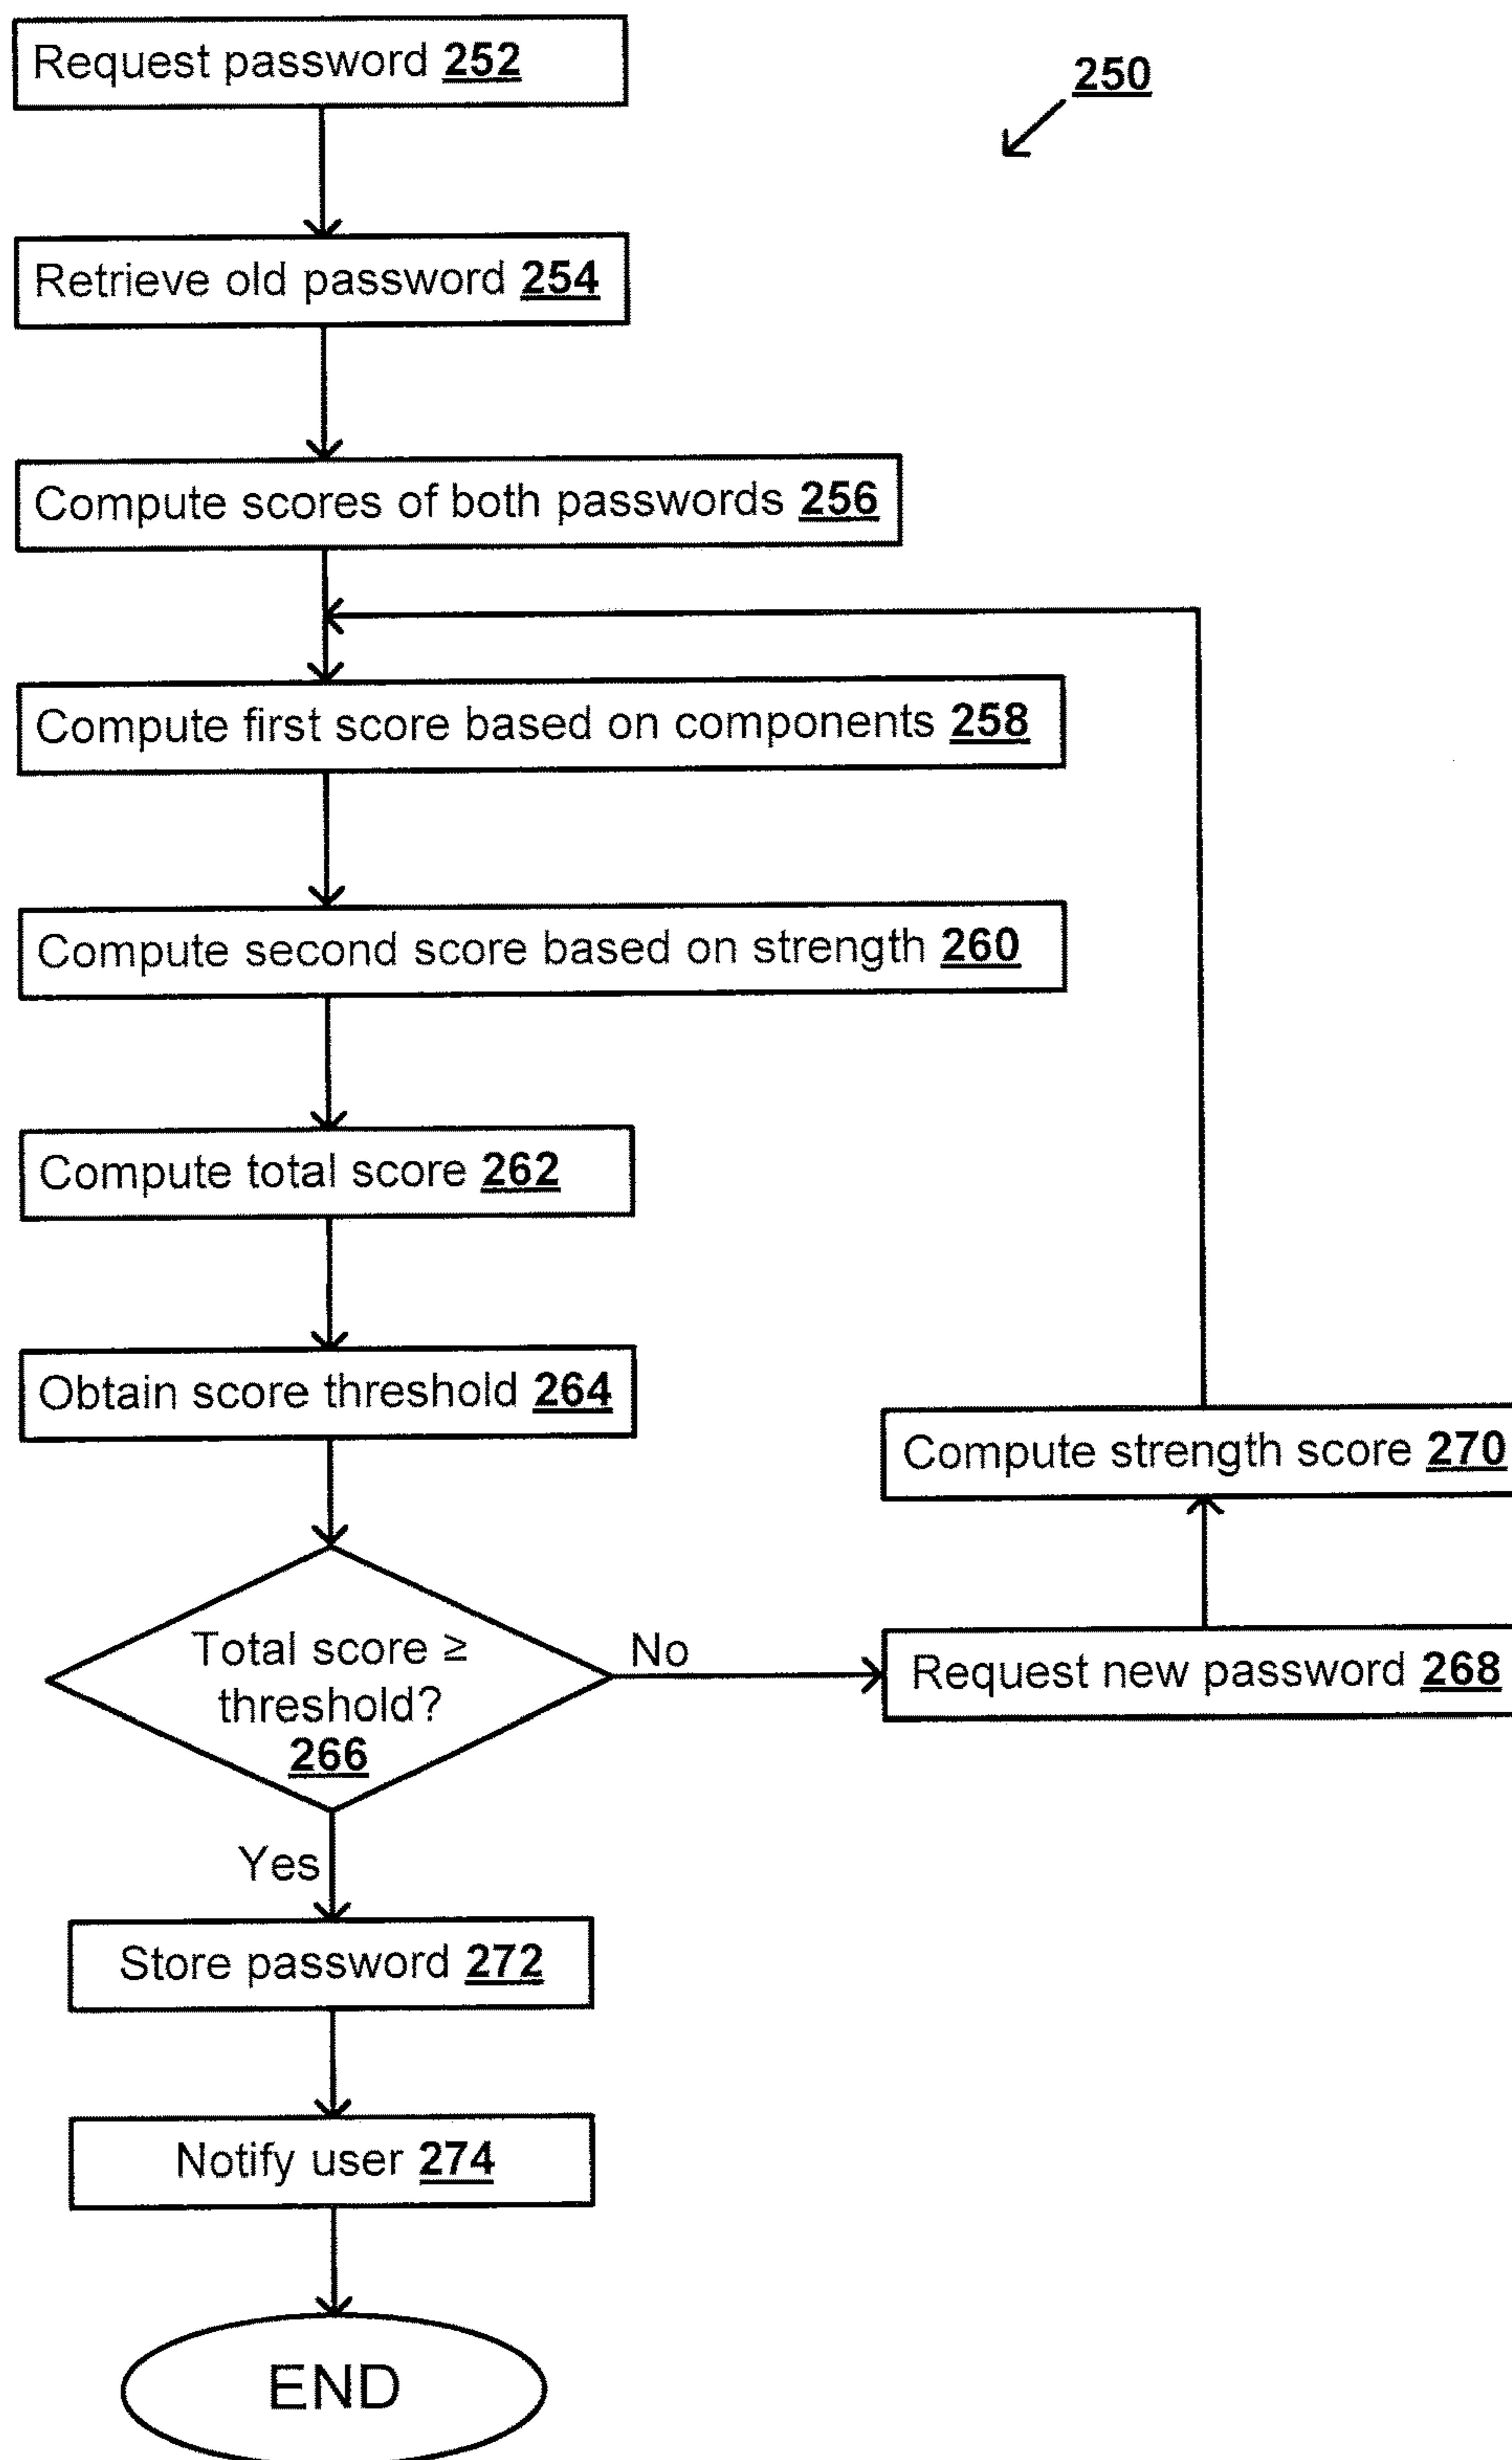 Request password 252
250
Retrieve old password 254
Compute scores of both passwords 256
Compute first score based on components 258
Compute second score based on strength 260
Compute total score 262
Obtain score threshold 264
Compute strength score 270
Total score ≥
threshold?
266
No
Request new password 268
Yes
Store password 272
Notify user 274
END